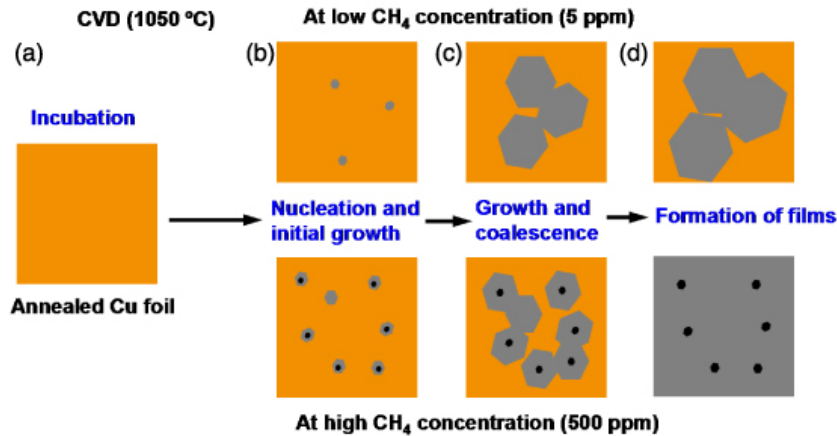 CVD (1050 ºC)
At low CH₄ concentration (5 ppm)
(a)
(b)
(c)
(d)
Incubation
Nucleation and
initial growth
Growth and
coalescence
Formation of films
Annealed Cu foil
At high CH₄ concentration (500 ppm)